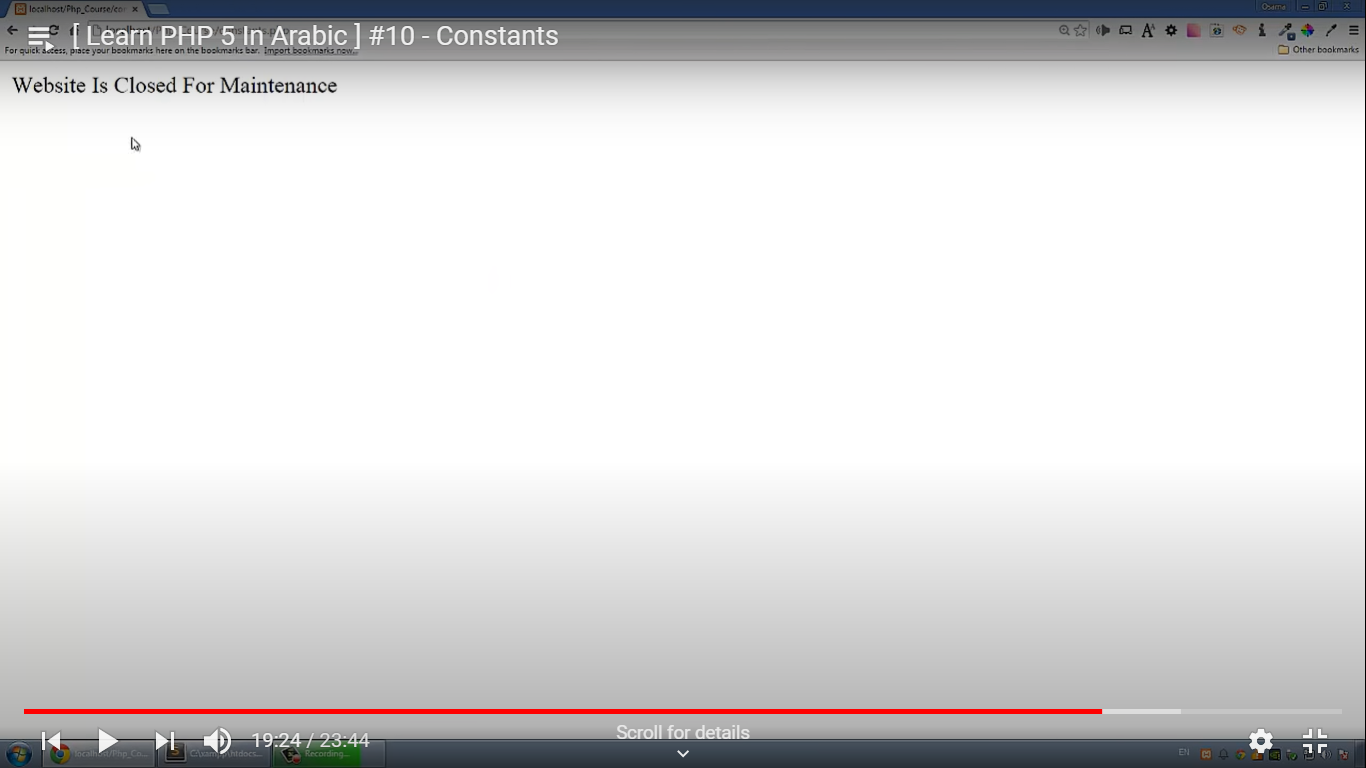 localhost/Php_Course/co
Osama
[ Learn PHP 5 In Arabic ] #10 - Constants
For quick access, place your bookmarks here on the bookmarks bar. Import bookmarks now...
Other bookmarks
Website Is Closed For Maintenance
Scroll for details
19:24 / 23:44
localhost/Php_Co...
C:\xampp\htdocs...
Recording...
EN